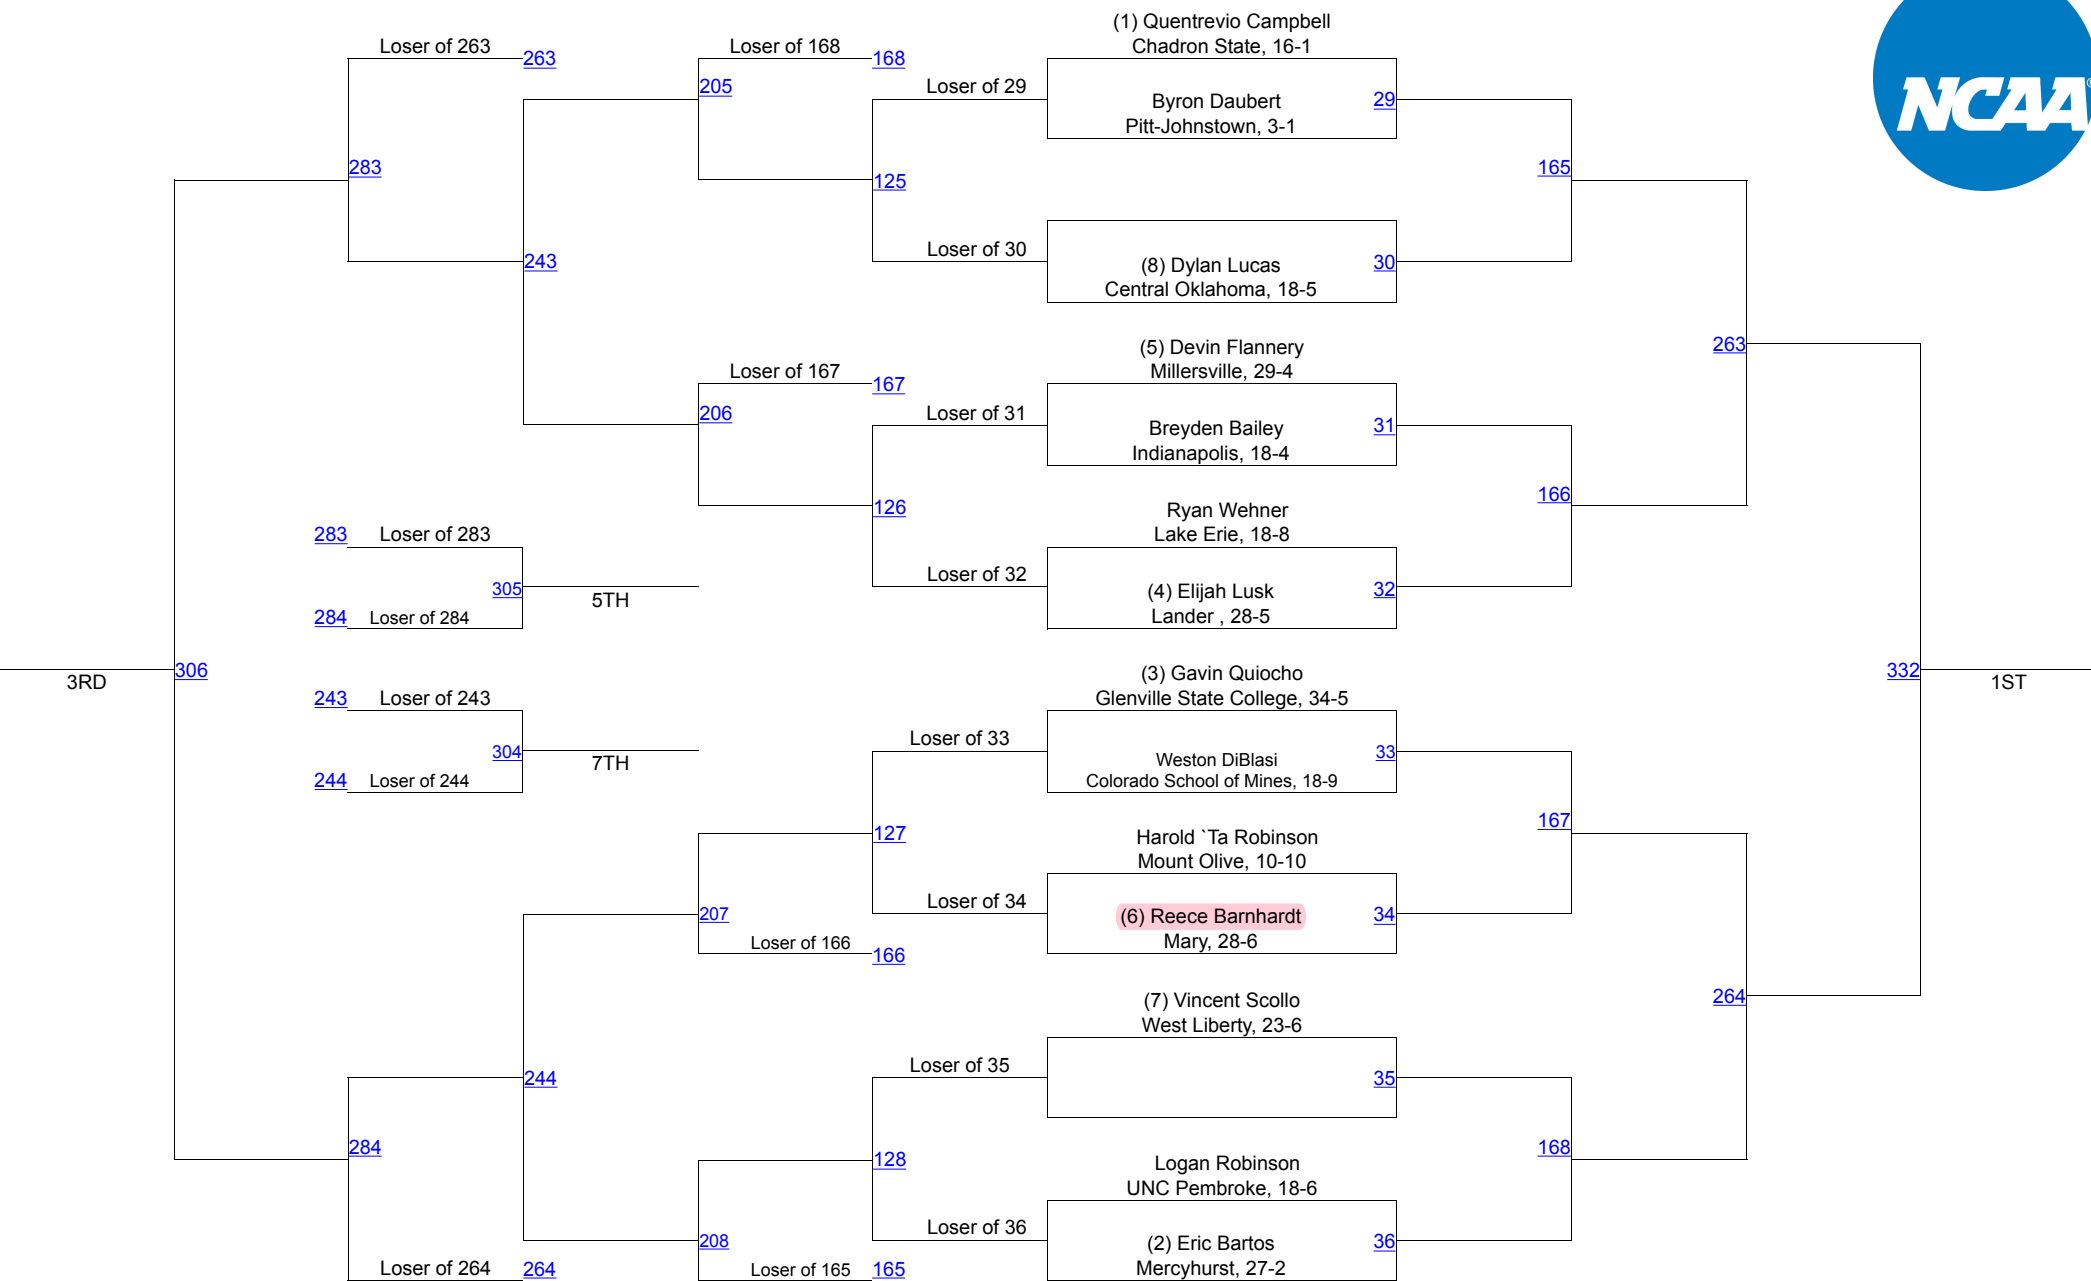 (1) Quentrevio Campbell
Loser of 263
263
Loser of 168
168
Chadron State, 16-1
205
Loser of 29
Byron Daubert
29
Pitt-Johnstown, 3-1
NCAA®
283
125
165
Loser of 30
243
(8) Dylan Lucas
30
Central Oklahoma, 18-5
(5) Devin Flannery
263
Loser of 167
167
Millersville, 29-4
206
Loser of 31
Breyden Bailey
31
Indianapolis, 18-4
166
126
Ryan Wehner
283
Loser of 283
Lake Erie, 18-8
Loser of 32
305
5TH
(4) Elijah Lusk
32
284
Loser of 284
Lander , 28-5
3RD
306
(3) Gavin Quiocho
332
1ST
243
Loser of 243
Glenville State College, 34-5
Loser of 33
304
7TH
Weston DiBlasi
33
244
Loser of 244
Colorado School of Mines, 18-9
127
Harold `Ta Robinson
167
Mount Olive, 10-10
Loser of 34
207
(6) Reece Barnhardt
34
Loser of 166
166
Mary, 28-6
(7) Vincent Scollo
264
West Liberty, 23-6
Loser of 35
244
35
284
128
Logan Robinson
168
UNC Pembroke, 18-6
Loser of 36
208
(2) Eric Bartos
36
Loser of 264
264
Loser of 165
165
Mercyhurst, 27-2